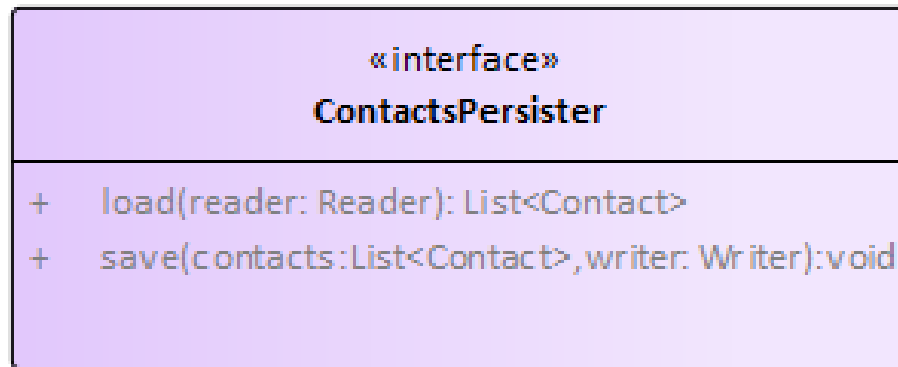 «interface»
ContactsPersister
+ load(reader: Reader): List<Contact>
+ save(contacts:List<Contact>,writer: Writer):void